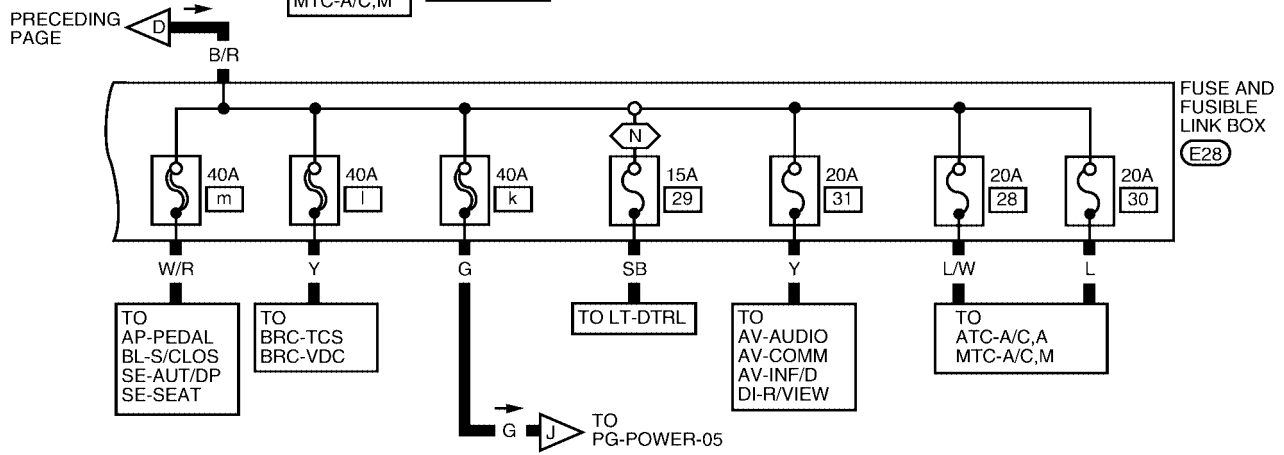 MTC-A/C,M
PRECEDING
PAGE
D
B/R
FUSE AND
FUSIBLE
LINK BOX
E28
N
40A
m
40A
l
40A
k
15A
29
20A
31
20A
28
20A
30
W/R
Y
G
SB
Y
L/W
L
TO
AP-PEDAL
BL-S/CLOS
SE-AUT/DP
SE-SEAT
TO
BRC-TCS
BRC-VDC
TO LT-DTRL
TO
AV-AUDIO
AV-COMM
AV-INF/D
DI-R/VIEW
TO
ATC-A/C,A
MTC-A/C,M
G
J
TO
PG-POWER-05